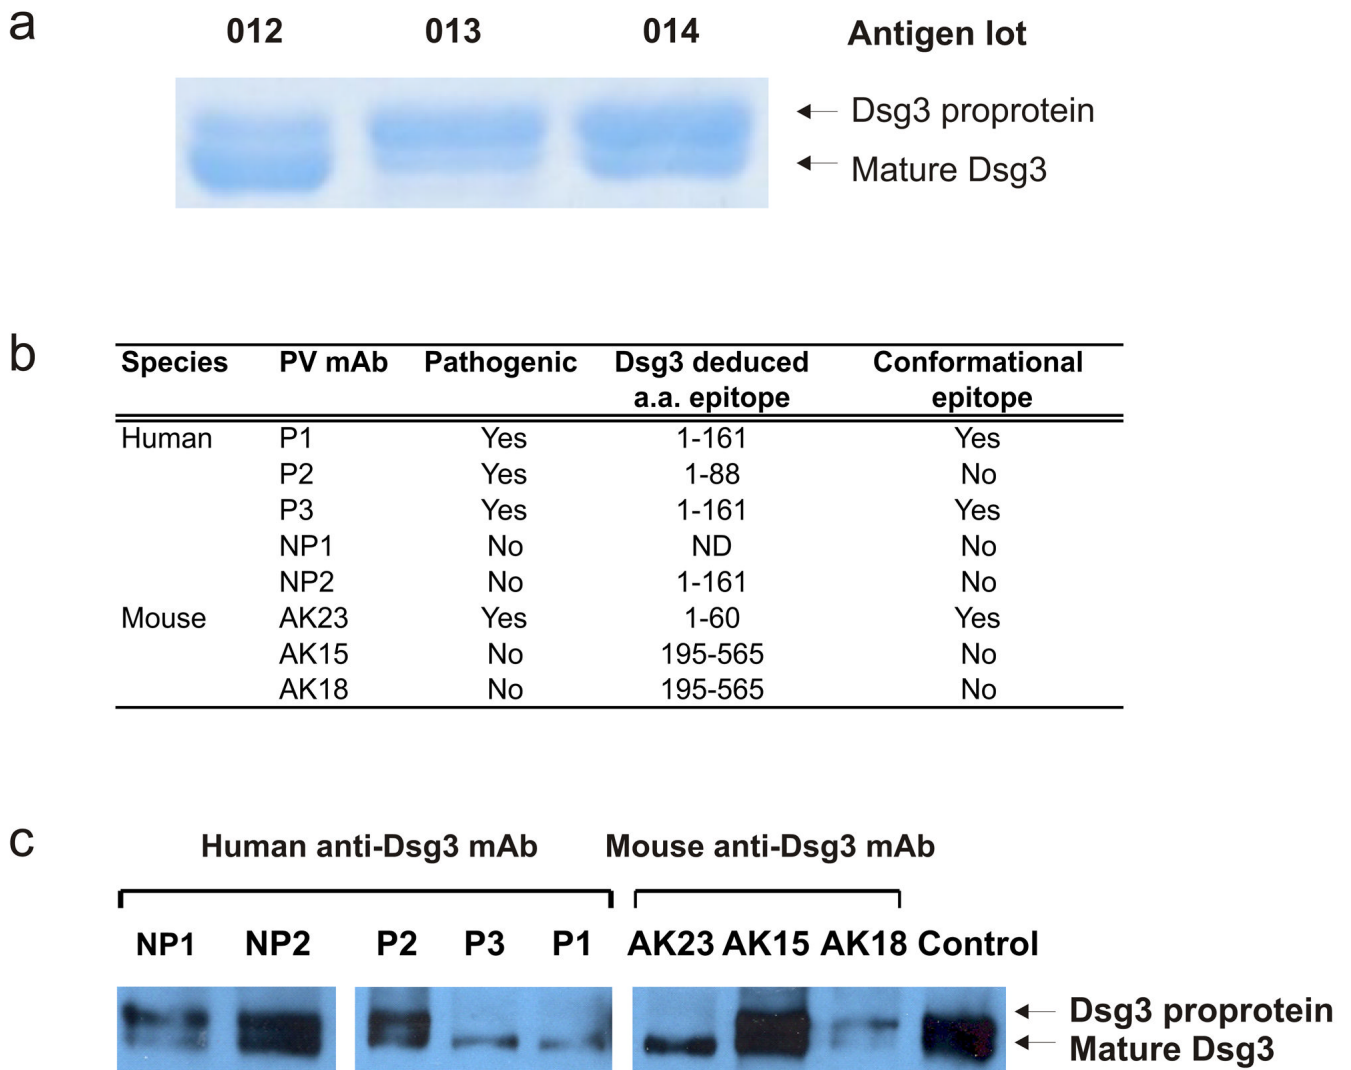 a
012 013 014 Antigen lot
Dsg3 proprotein
Mature Dsg3
b
Species PV mAb Pathogenic Dsg3 deduced Conformational
a.a. epitope epitope
Human P1 Yes 1-161 Yes
P2 Yes 1-88 No
P3 Yes 1-161 Yes
NP1 No ND No
NP2 No 1-161 No
Mouse AK23 Yes 1-60 Yes
AK15 No 195-565 No
AK18 No 195-565 No
c
Human anti-Dsg3 mAb Mouse anti-Dsg3 mAb
NP1 NP2 P2 P3 P1 AK23 AK15 AK18 Control
Dsg3 proprotein
Mature Dsg3